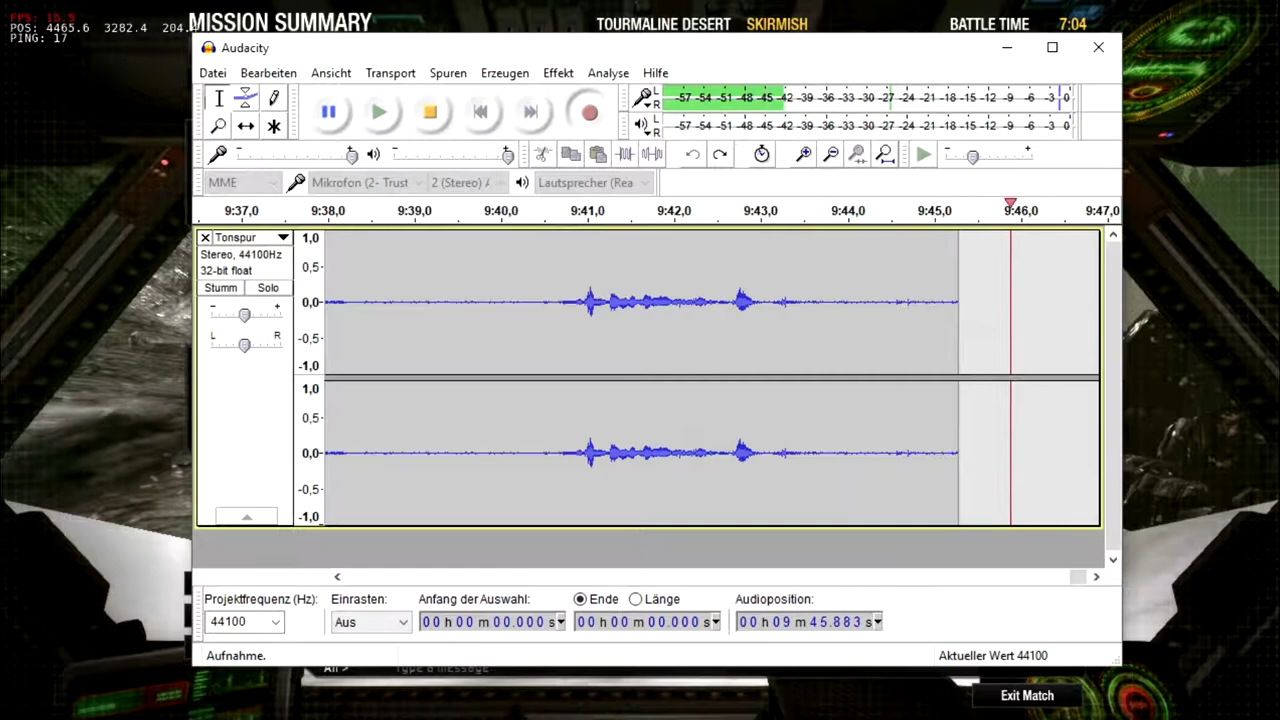 FPS: 16.9
MISSION SUMMARY
TOURMALINE DESERT SKIRMISH
BATTLE TIME 7:04
POS: 4465.6 3282.4 204.
PING: 17
Audacity
Datei Bearbeiten Ansicht Transport Spuren Erzeugen Effekt Analyse Hilfe
L
R
-57 -54 -51 -48 -45 -42 -39 -36 -33 -30 -27 -24 -21 -18 -15 -12 -9 -6 -3 0
L
R
-57 -54 -51 -48 -45 -42 -39 -36 -33 -30 -27 -24 -21 -18 -15 -12 -9 -6 -3 0
MME Mikrofon (2- Trust 2 (Stereo) Lautsprecher (Rea
9:37,0 9:38,0 9:39,0 9:40,0 9:41,0 9:42,0 9:43,0 9:44,0 9:45,0 9:46,0 9:47,0
Tonspur
Stereo, 44100Hz
32-bit float
Stumm Solo
- +
L R
1,0
0,5
0,0
-0,5
-1,0
1,0
0,5
0,0
-0,5
-1,0
Projektfrequenz (Hz): Einrasten: Anfang der Auswahl: Ende Länge Audioposition:
44100 Aus 00 h 00 m 00.000 s 00 h 00 m 00.000 s 00 h 09 m 45.883 s
Aufnahme. Aktueller Wert 44100
All > Type a message
Exit Match